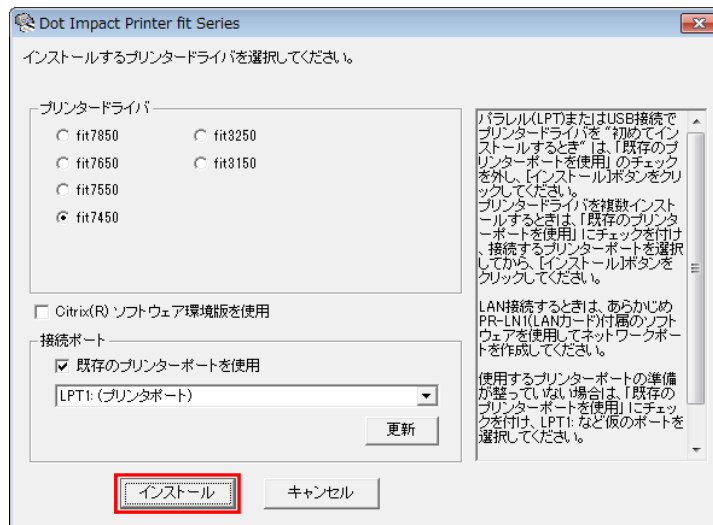 Dot Impact Printer fit Series
インストールするプリンタードライバを選択してください。
プリンタードライバ
fit7850 fit3250
fit7650 fit3150
fit7550
fit7450
Citrix(R) ソフトウェア環境版を使用
接続ポート
既存のプリンターポートを使用
LPT1: (プリンタポート)
更新
インストール キャンセル
パラレル(LPT)またはUSB接続で
プリンタードライバを “初めてイン
ストールするとき” は、「既存のプ
リンターポートを使用」 のチェック
を外し、[インストール]ボタンをクリ
ックしてください。
プリンタードライバを複数インスト
ールするときは、「既存のプリンタ
ーポートを使用」 にチェックを付け
、接続するプリンターポートを選択
してから、[インストール]ボタンを
クリックしてください。
LAN接続するときは、あらかじめ
PR-LN1(LANカード)付属のソフト
ウェアを使用してネットワークポー
トを作成してください。
使用するプリンターポートの準備
が整っていない場合は、「既存の
プリンターポートを使用」にチェッ
クを付け、LPT1: など仮のポートを
選択してください。